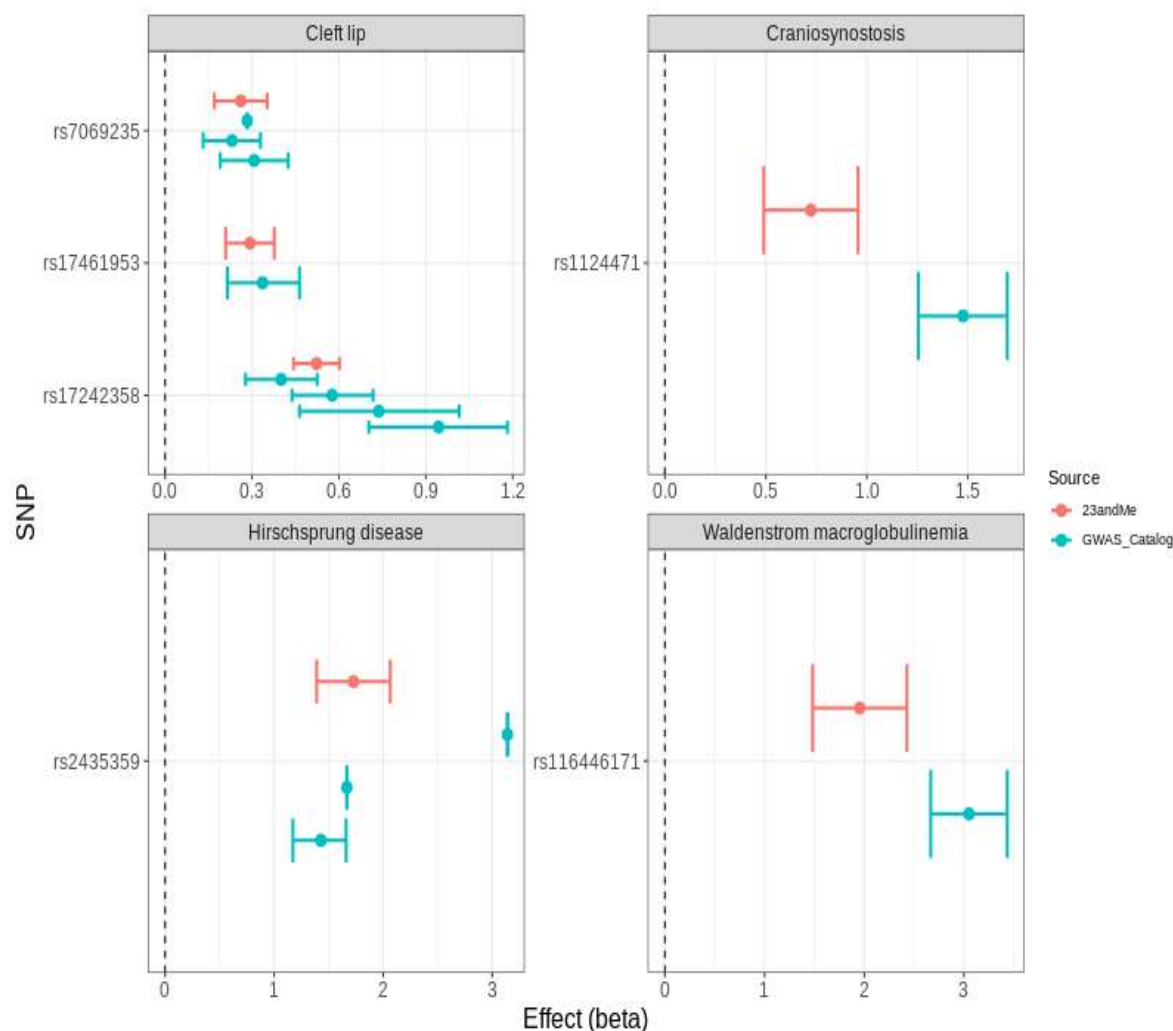 Cleft lip
Craniosynostosis
rs7069235
rs17461953
rs17242358
rs1124471
0.0 0.3 0.6 0.9 1.2
0.0 0.5 1.0 1.5
SNP
Source
23andMe
GWAS_Catalog
Hirschsprung disease
Waldenstrom macroglobulinemia
rs2435359
rs116446171
0 1 2 3
0 1 2 3
Effect (beta)